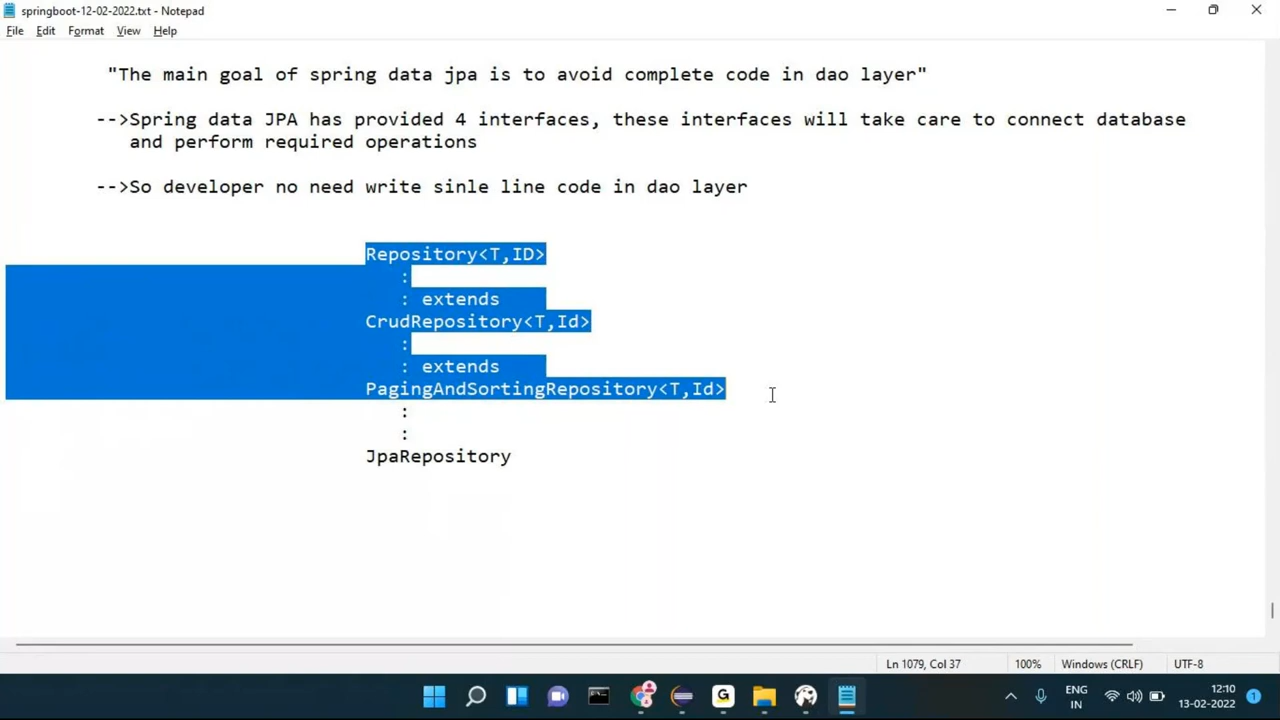 springboot-12-02-2022.txt - Notepad
File Edit Format View Help
"The main goal of spring data jpa is to avoid complete code in dao layer"
-->Spring data JPA has provided 4 interfaces, these interfaces will take care to connect database
and perform required operations
-->So developer no need write sinle line code in dao layer
Repository<T,ID>
:
: extends
CrudRepository<T,Id>
:
: extends
PagingAndSortingRepository<T,Id>
:
:
JpaRepository
Ln 1079, Col 37 100% Windows (CRLF) UTF-8
G
ENG
IN
12:10
13-02-2022
1